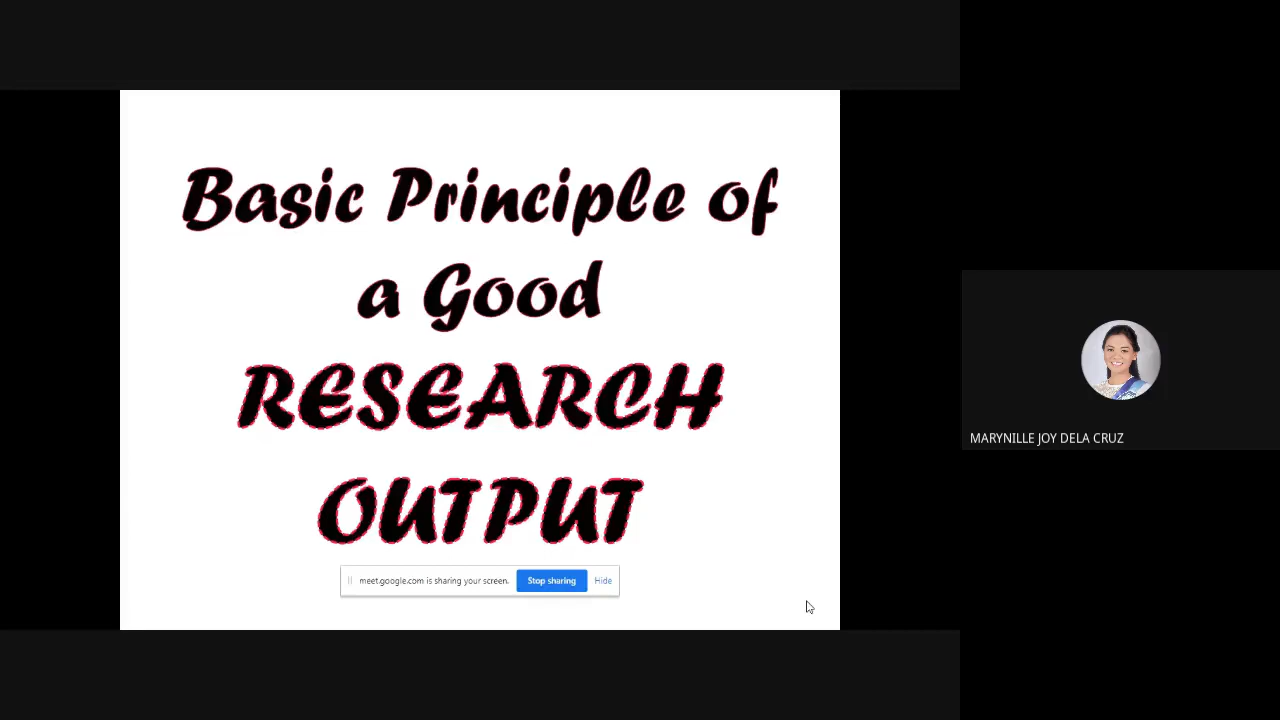 Basic Principle of
a Good
RESEARCH
OUTPUT
meet.google.com is sharing your screen. Stop sharing Hide
MARYNILLE JOY DELA CRUZ